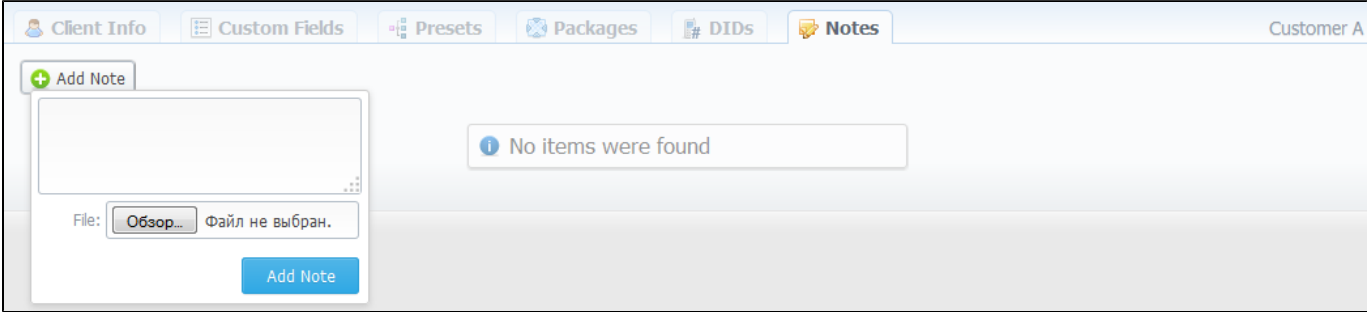 Client Info Custom Fields Presets Packages # DIDs Notes Customer A
Add Note
No items were found
File: Обзор... Файл не выбран.
Add Note